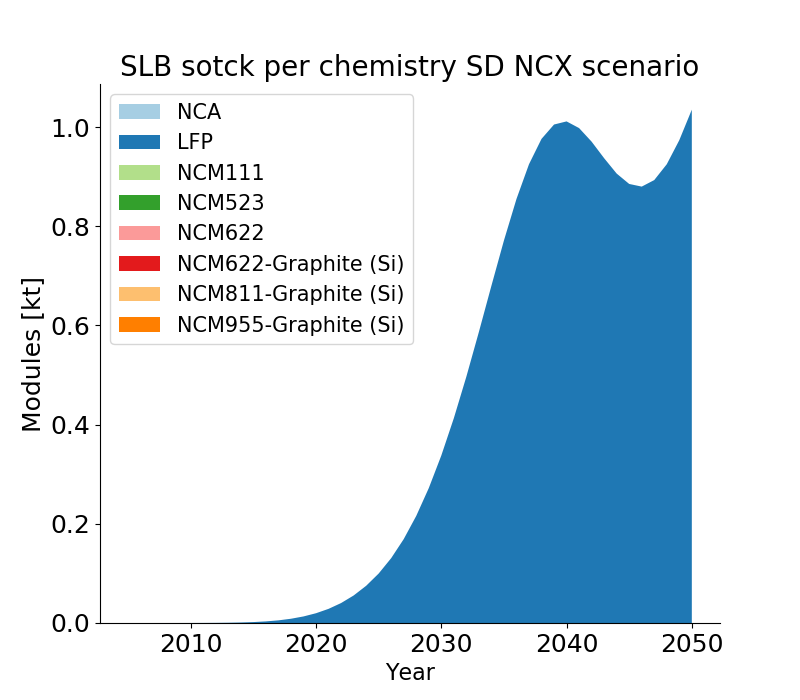 SLB sotck per chemistry SD NCX scenario
NCA
LFP
NCM111
NCM523
NCM622
NCM622-Graphite (Si)
NCM811-Graphite (Si)
NCM955-Graphite (Si)
Modules [kt]
1.0
0.8
0.6
0.4
0.2
0.0
2010 2020 2030 2040 2050
Year